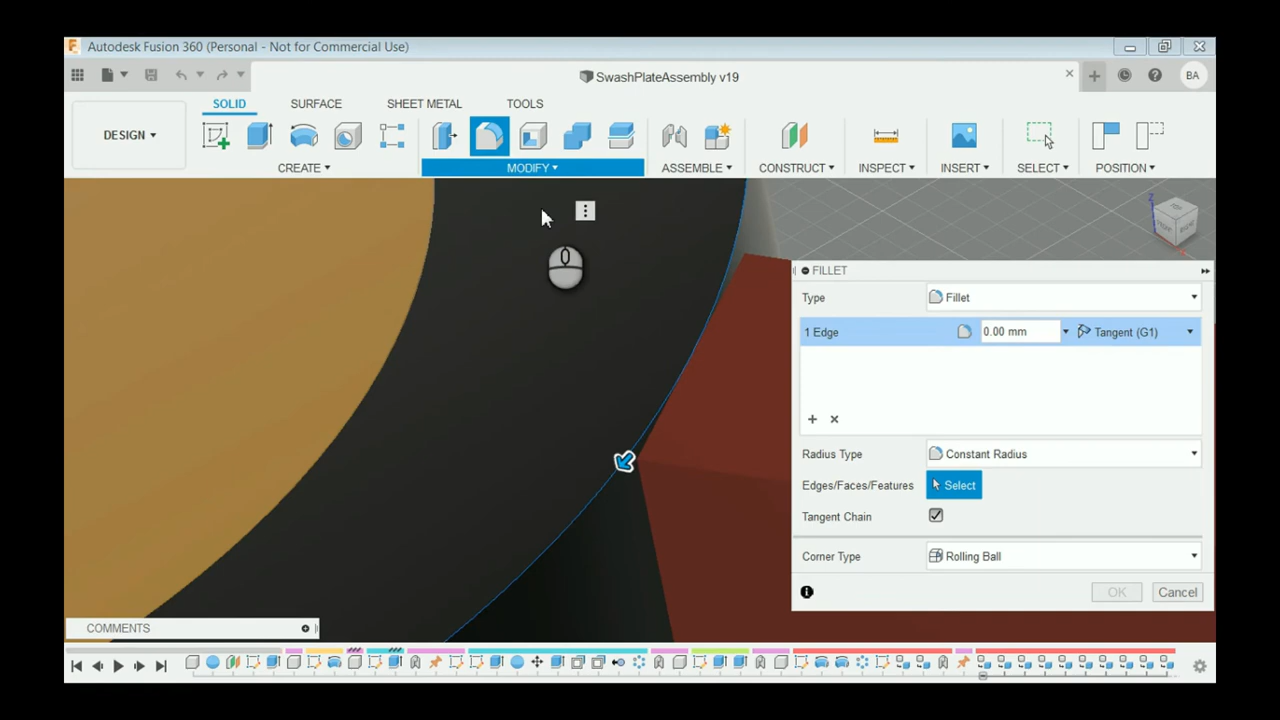 Autodesk Fusion 360 (Personal - Not for Commercial Use)
SwashPlateAssembly v19
BA
DESIGN
SOLID SURFACE SHEET METAL TOOLS
CREATE MODIFY ASSEMBLE CONSTRUCT INSPECT INSERT SELECT POSITION
FILLET
Type Fillet
1 Edge 0.00 mm Tangent (G1)
Radius Type Constant Radius
Edges/Faces/Features Select
Tangent Chain
Corner Type Rolling Ball
OK Cancel
COMMENTS